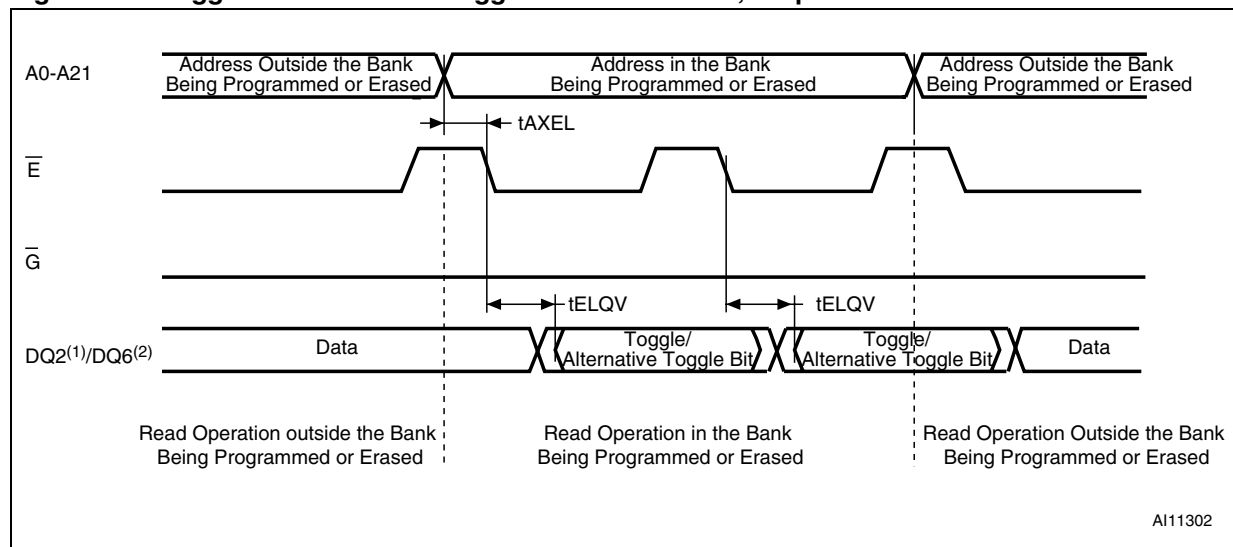 A0-A21
Address Outside the Bank
Being Programmed or Erased
Address in the Bank
Being Programmed or Erased
Address Outside the Bank
Being Programmed or Erased
tAXEL
E
G
tELQV
tELQV
DQ2(1)/DQ6(2)
Data
Toggle/
Alternative Toggle Bit
Toggle/
Alternative Toggle Bit
Data
Read Operation outside the Bank
Being Programmed or Erased
Read Operation in the Bank
Being Programmed or Erased
Read Operation Outside the Bank
Being Programmed or Erased
AI11302